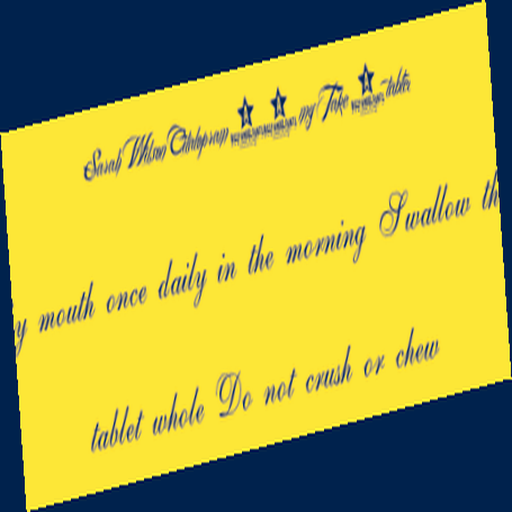 Sarah Wilson Citalopram mg Take tablet
mouth once daily in the morning Swallow
tablet whole Do not crush or chew